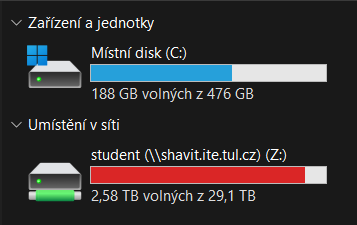 Zařízení a jednotky
Místní disk (C:)
188 GB volných z 476 GB
Umístění v síti
student (\\shavit.ite.tul.cz) (Z:)
2,58 TB volných z 29,1 TB